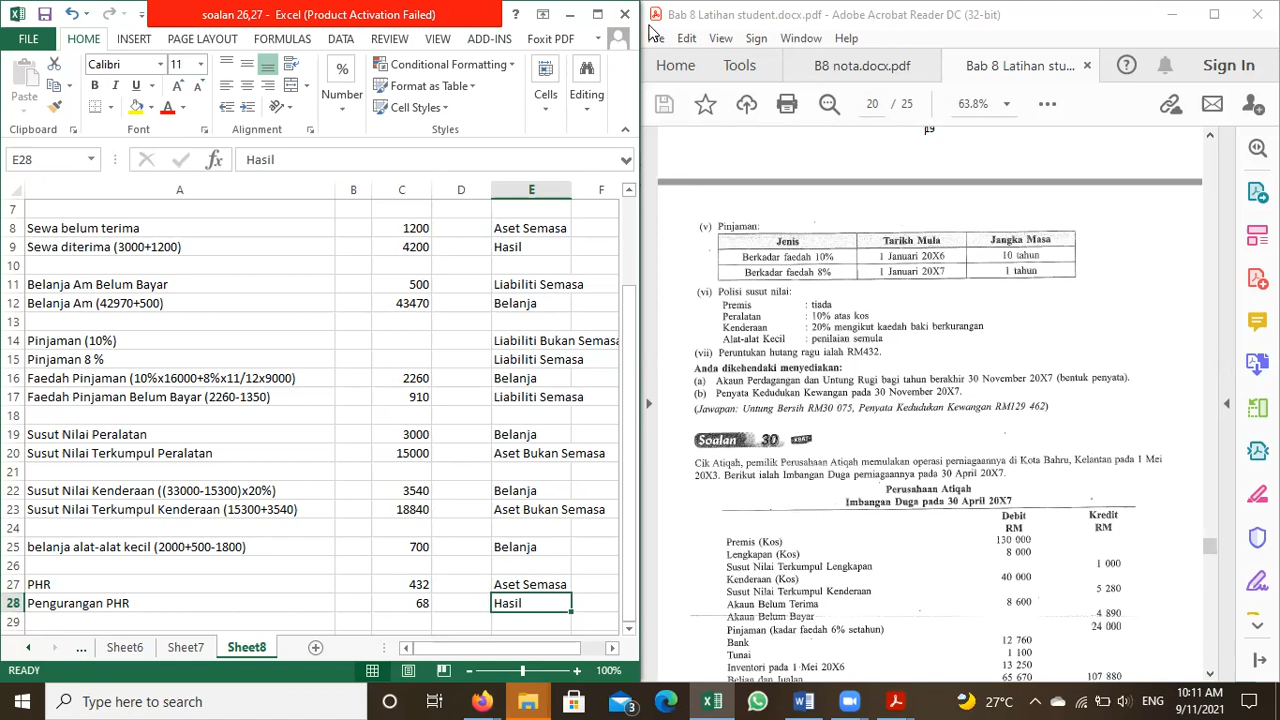 soalan 26,27 - Excel (Product Activation Failed)
FILE HOME INSERT PAGE LAYOUT FORMULAS DATA REVIEW VIEW ADD-INS Foxit PDF
Paste
Calibri 11
B I U
A A
Number
Conditional Formatting
Format as Table
Cell Styles
Cells
Editing
Clipboard Font Alignment Styles
E28 fx Hasil
A B C D E F
7
8 Sewa belum terima 1200 Aset Semasa
9 Sewa diterima (3000+1200) 4200 Hasil
10
11 Belanja Am Belum Bayar 500 Liabiliti Semasa
12 Belanja Am (42970+500) 43470 Belanja
13
14 Pinjaman (10%) Liabiliti Bukan Semasa
15 Pinjaman 8 % Liabiliti Semasa
16 Faedah Pinjaman (10%x16000+8%x11/12x9000) 2260 Belanja
17 Faedah Pinjaman Belum Bayar (2260-1350) 910 Liabiliti Semasa
18
19 Susut Nilai Peralatan 3000 Belanja
20 Susut Nilai Terkumpul Peralatan 15000 Aset Bukan Semasa
21
22 Susut Nilai Kenderaan ((33000-15300)x20%) 3540 Belanja
23 Susut Nilai Terkumpul Kenderaan (15300+3540) 18840 Aset Bukan Semasa
24
25 belanja alat-alat kecil (2000+500-1800) 700 Belanja
26
27 PHR 432 Aset Semasa
28 Pengurangan PHR 68 Hasil
29
... Sheet6 Sheet7 Sheet8
READY 100%
Bab 8 Latihan student.docx.pdf - Adobe Acrobat Reader DC (32-bit)
Edit View Sign Window Help
Home Tools B8 nota.docx.pdf Bab 8 Latihan stu... Sign In
20 / 25 63.8%
19
(v) Pinjaman:
Jenis Tarikh Mula Jangka Masa
Berkadar faedah 10% 1 Januari 20X6 10 tahun
Berkadar faedah 8% 1 Januari 20X7 1 tahun
(vi) Polisi susut nilai:
Premis : tiada
Peralatan : 10% atas kos
Kenderaan : 20% mengikut kaedah baki berkurangan
Alat-alat Kecil : penilaian semula
(vii) Peruntukan hutang ragu ialah RM432.
Anda dikehendaki menyediakan:
(a) Akaun Perdagangan dan Untung Rugi bagi tahun berakhir 30 November 20X7 (bentuk penyata).
(b) Penyata Kedudukan Kewangan pada 30 November 20X7.
(Jawapan: Untung Bersih RM30 075, Penyata Kedudukan Kewangan RM129 462)
Soalan 30 KBAT
Cik Atiqah, pemilik Perusahaan Atiqah memulakan operasi perniagaannya di Kota Bahru, Kelantan pada 1 Mei
20X3. Berikut ialah Imbangan Duga perniagaannya pada 30 April 20X7.
Perusahaan Atiqah
Imbangan Duga pada 30 April 20X7
Debit Kredit
RM RM
Premis (Kos) 130 000
Lengkapan (Kos) 8 000
Susut Nilai Terkumpul Lengkapan 1 000
Kenderaan (Kos) 40 000
Susut Nilai Terkumpul Kenderaan 5 280
Akaun Belum Terima 8 600
Akaun Belum Bayar 4 890
Pinjaman (kadar faedah 6% setahun) 24 000
Bank 12 760
Tunai 1 100
Inventori pada 1 Mei 20X6 13 250
Belian dan Jualan 65 670 107 880
Type here to search
3
27°C
ENG
10:11 AM
9/11/2021